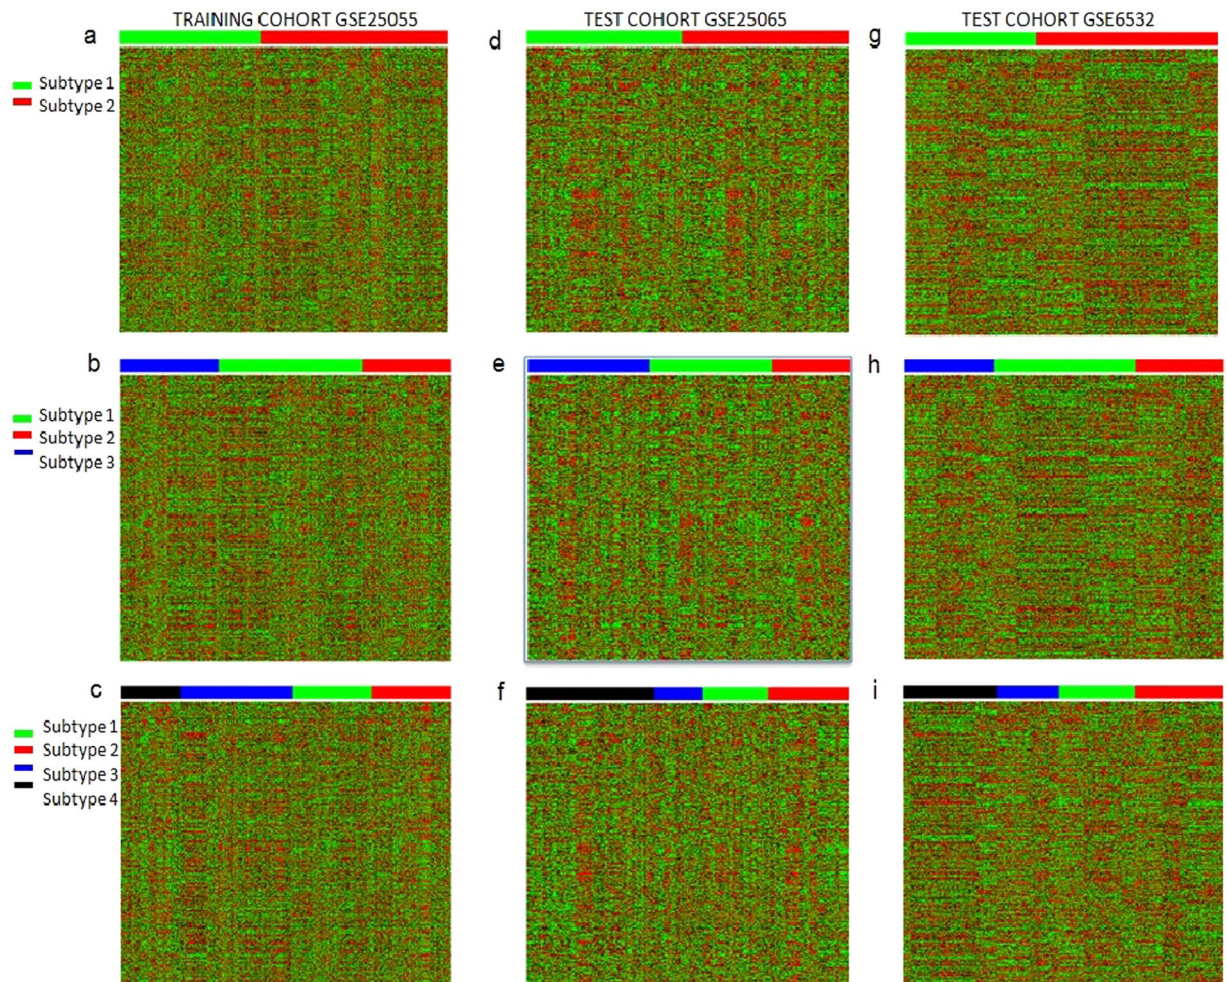 TRAINING COHORT GSE25055
TEST COHORT GSE25065
TEST COHORT GSE6532
a
d
g
Subtype 1
Subtype 2
b
e
h
Subtype 1
Subtype 2
Subtype 3
c
f
i
Subtype 1
Subtype 2
Subtype 3
Subtype 4